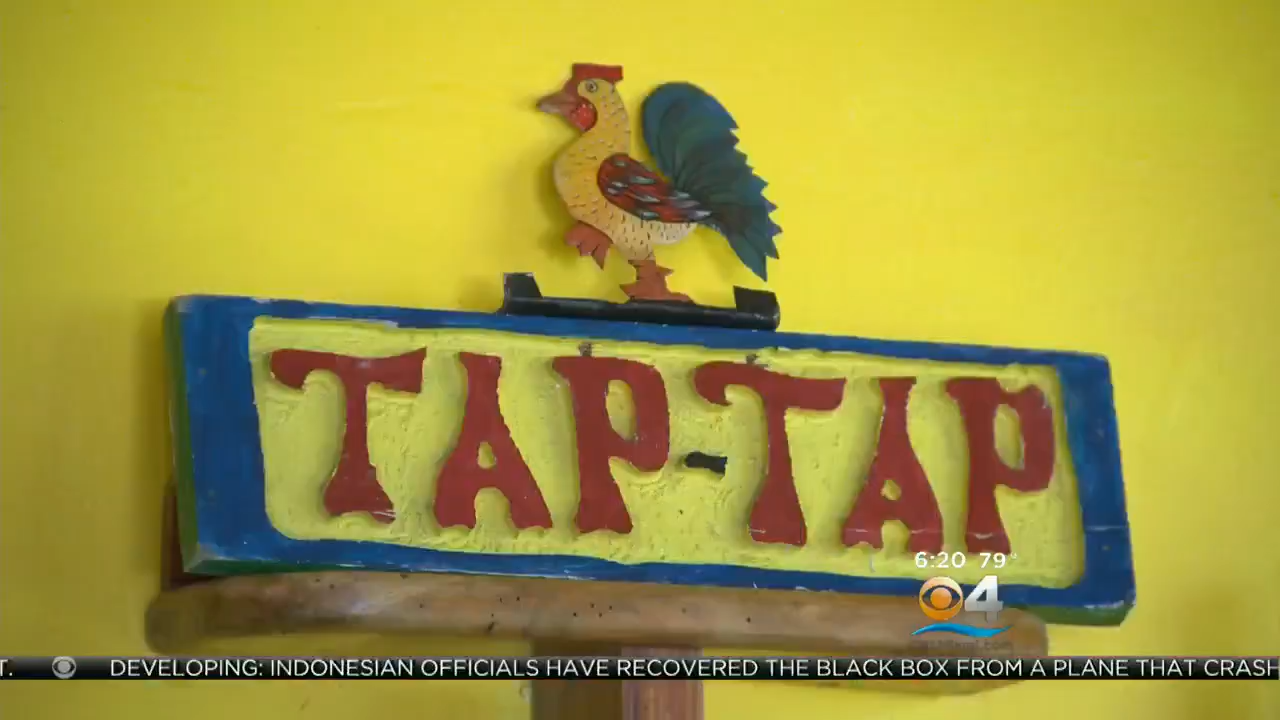 TAP-TAP
6:20 79°
4
T. DEVELOPING: INDONESIAN OFFICIALS HAVE RECOVERED THE BLACK BOX FROM A PLANE THAT CRASH